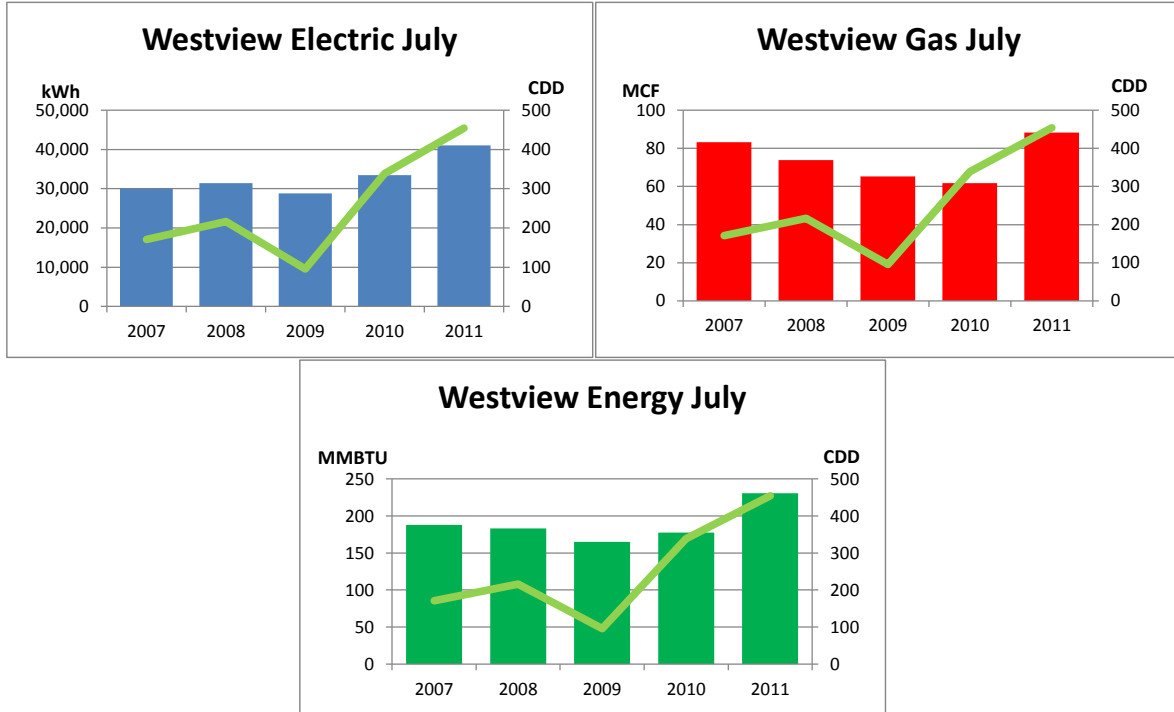 Westview Electric July
kWh CDD
50,000 500
40,000 400
30,000 300
20,000 200
10,000 100
0 0
2007 2008 2009 2010 2011
Westview Gas July
MCF CDD
100 500
80 400
60 300
40 200
20 100
0 0
2007 2008 2009 2010 2011
Westview Energy July
MMBTU CDD
250 500
200 400
150 300
100 200
50 100
0 0
2007 2008 2009 2010 2011